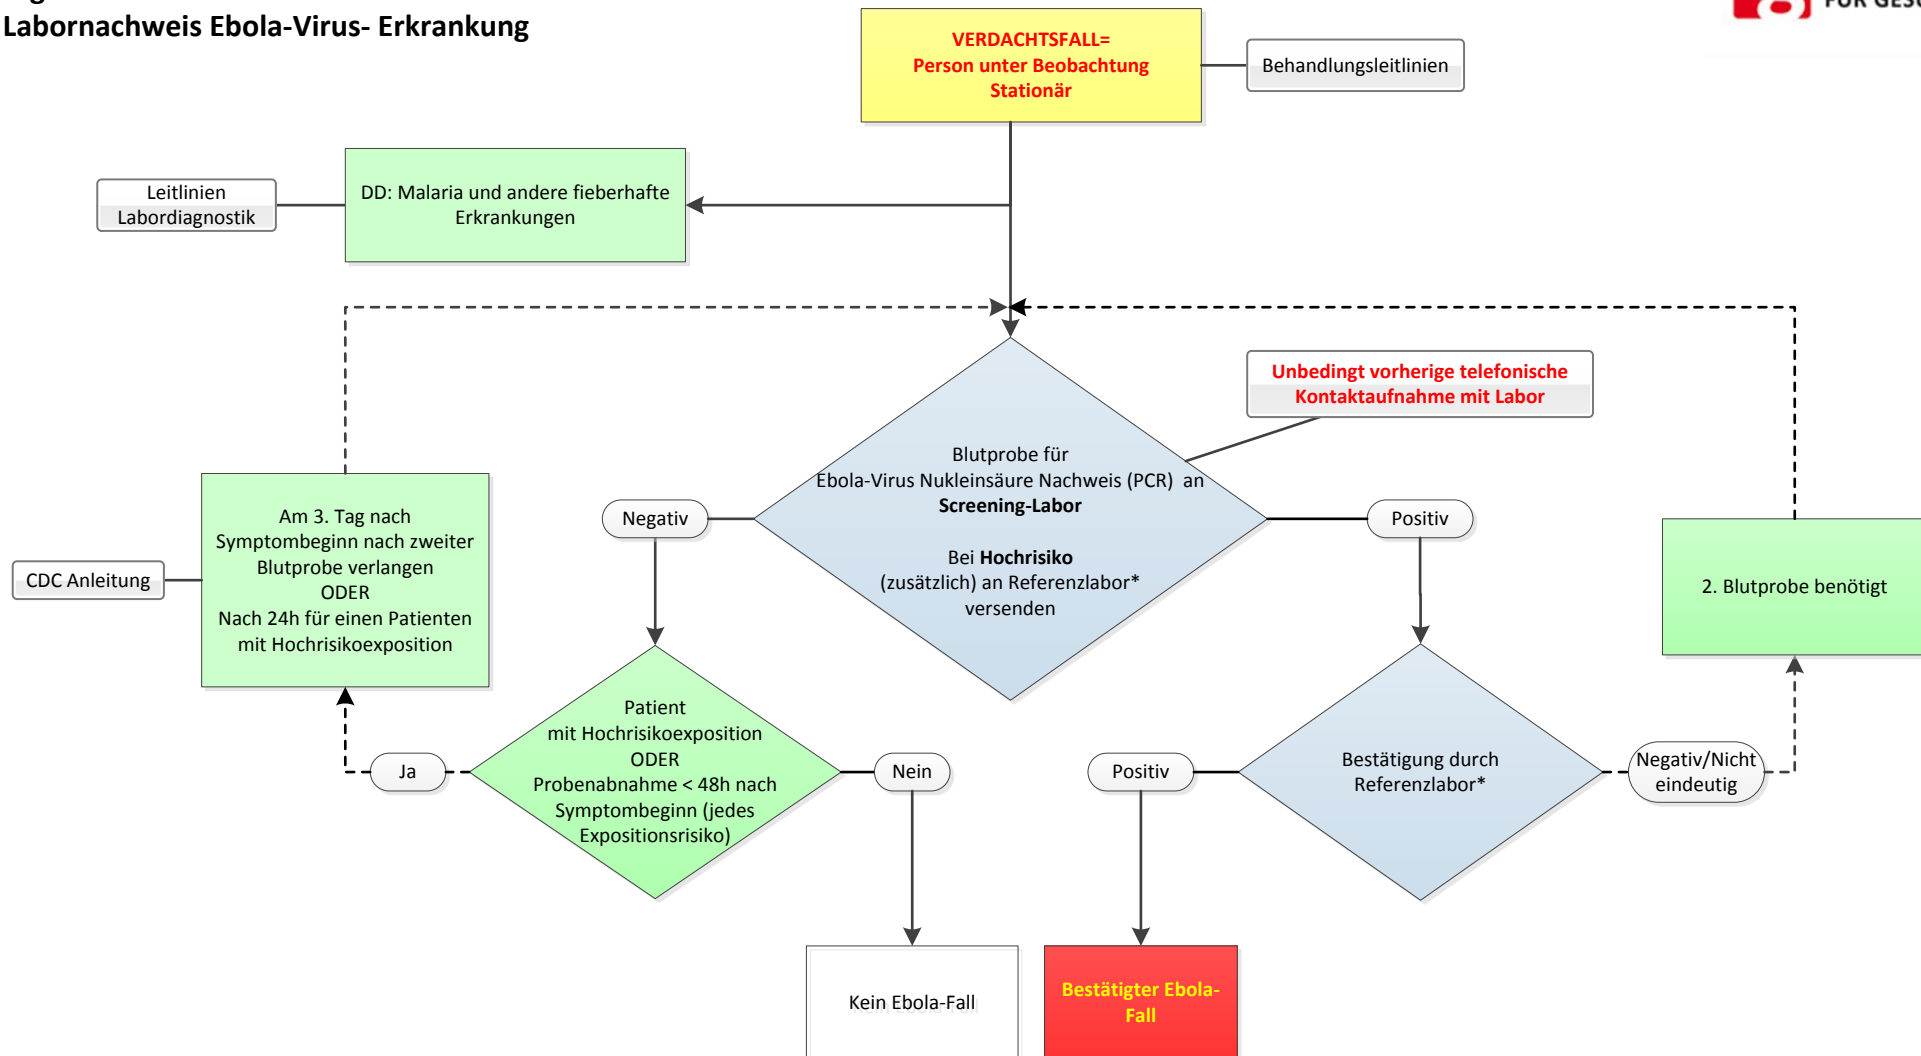 Labornachweis Ebola-Virus- Erkrankung
VERDACHTSFALL=
Person unter Beobachtung
Stationär
Behandlungsleitlinien
Leitlinien
Labordiagnostik
DD: Malaria und andere fieberhafte
Erkrankungen
Unbedingt vorherige telefonische
Kontaktaufnahme mit Labor
Blutprobe für
Ebola-Virus Nukleinsäure Nachweis (PCR) an
Screening-Labor
Bei Hochrisiko
(zusätzlich) an Referenzlabor*
versenden
Negativ
Positiv
CDC Anleitung
Am 3. Tag nach
Symptombeginn nach zweiter
Blutprobe verlangen
ODER
Nach 24h für einen Patienten
mit Hochrisikoexposition
2. Blutprobe benötigt
Patient
mit Hochrisikoexposition
ODER
Probenabnahme < 48h nach
Symptombeginn (jedes
Expositionsrisiko)
Ja
Nein
Bestätigung durch
Referenzlabor*
Positiv
Negativ/Nicht
eindeutig
Kein Ebola-Fall
Bestätigter Ebola-
Fall